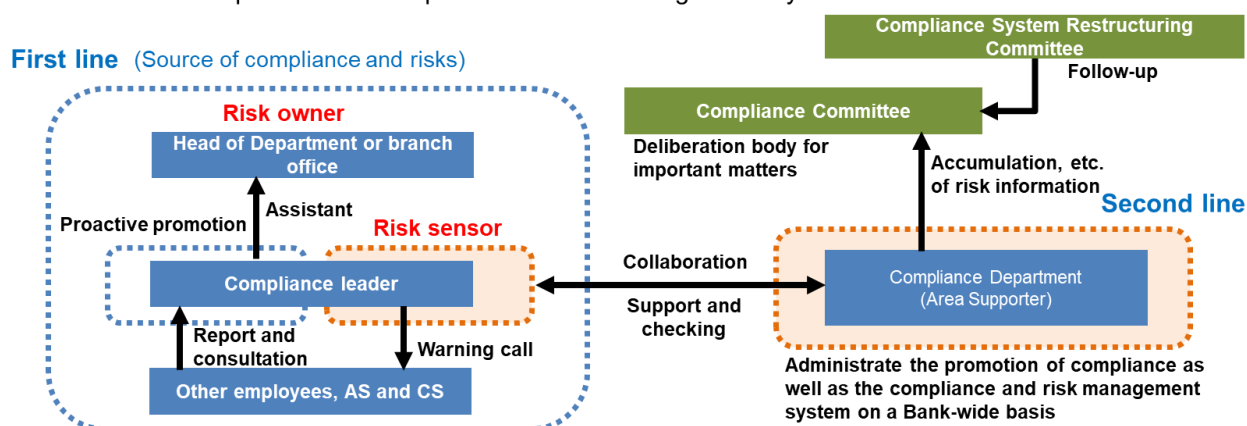 Compliance System Restructuring
Committee
First line (Source of compliance and risks)
Follow-up
Risk owner
Compliance Committee
Head of Department or branch
office
Deliberation body for
important matters
Accumulation, etc.
of risk information
Assistant
Proactive promotion
Second line
Risk sensor
Collaboration
Compliance leader
Compliance Department
(Area Supporter)
Support and
checking
Report and
consultation
Warning call
Other employees, AS and CS
Administrate the promotion of compliance as
well as the compliance and risk management
system on a Bank-wide basis